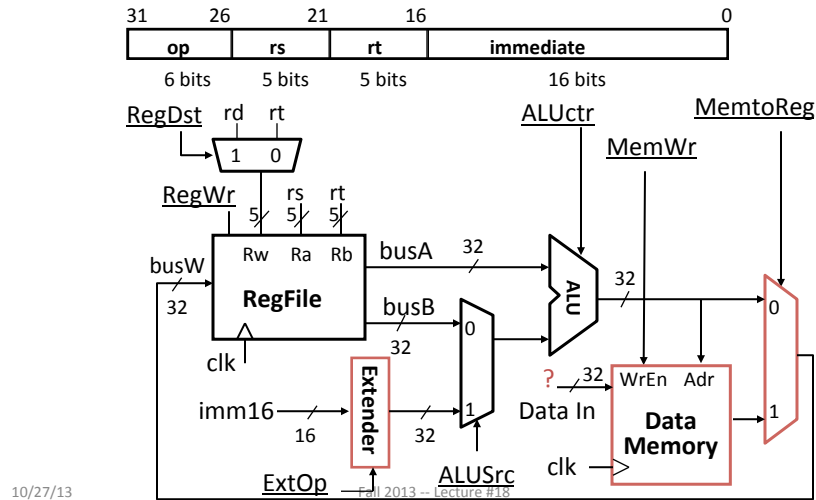 31 26 21 16 0
op rs rt immediate
6 bits 5 bits 5 bits 16 bits
RegDst rd rt ALUctr MemtoReg
1 0
MemWr
RegWr rs rt
5 5 5
Rw Ra Rb
busW
32
RegFile
clk
busA 32
busB
32
0
1
ALU
32
0
1
imm16
16
Extender
32
ExtOp
ALUSrc
? 32
Data In
WrEn Adr
Data
Memory
clk
10/27/13 Fall 2013 -- Lecture #18